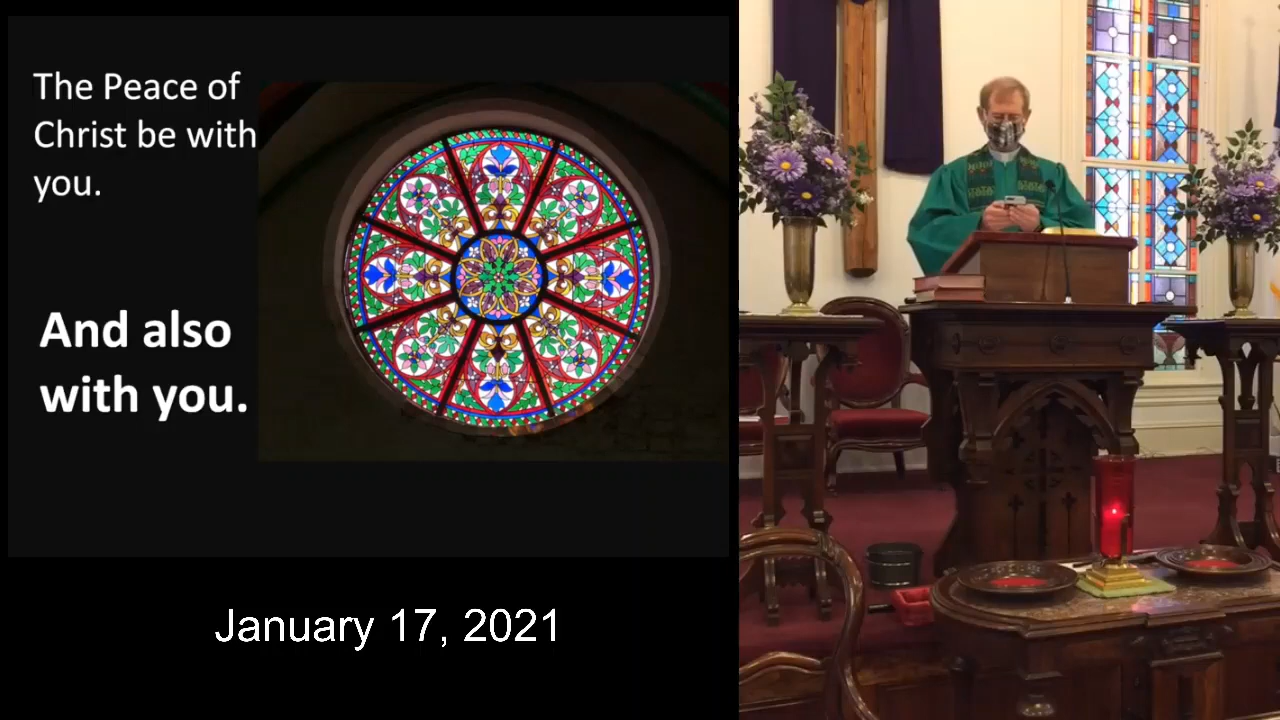 The Peace of
Christ be with
you.
And also
with you.
January 17, 2021